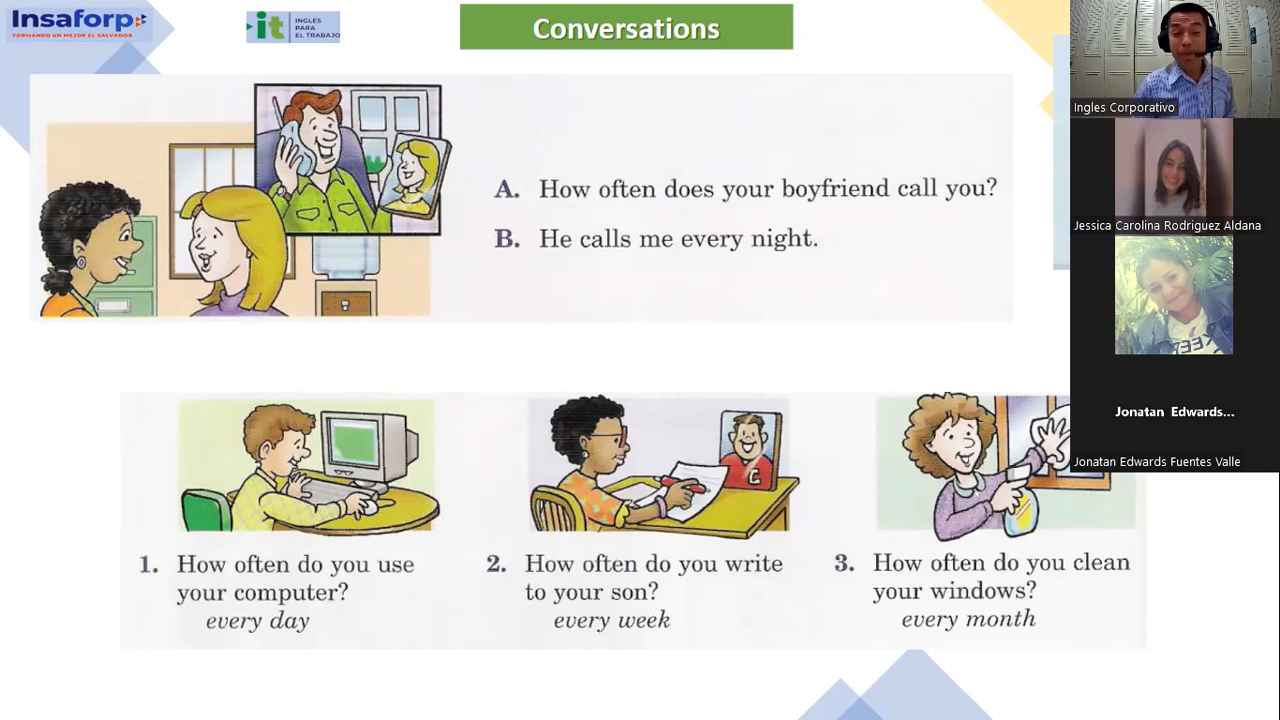 Insaforp
FORMANDO UN MEJOR EL SALVADOR
it
INGLÉS
PARA
EL TRABAJO
Conversations
A. How often does your boyfriend call you?
B. He calls me every night.
1. How often do you use
your computer?
every day
2. How often do you write
to your son?
every week
3. How often do you clean
your windows?
every month
C
Ingles Corporativo
Jessica Carolina Rodriguez Aldana
Jonatan Edwards...
Jonatan Edwards Fuentes Valle